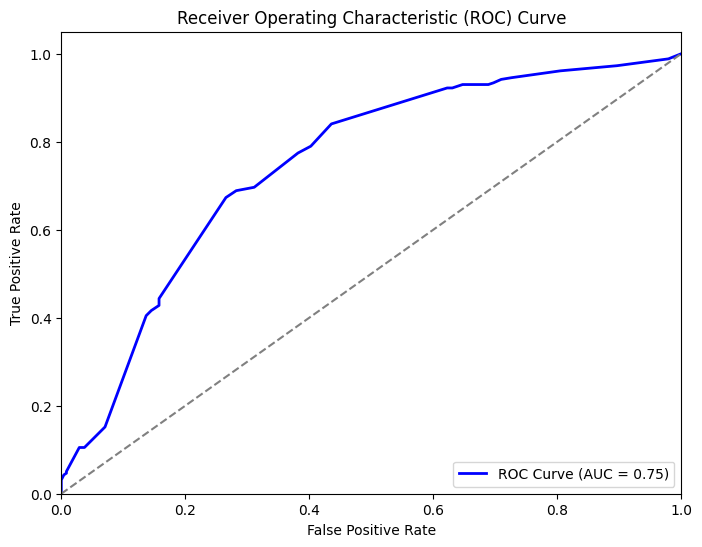 Receiver Operating Characteristic (ROC) Curve
1.0
0.8
0.6
0.4
0.2
0.0
True Positive Rate
ROC Curve (AUC = 0.75)
0.0 0.2 0.4 0.6 0.8 1.0
False Positive Rate